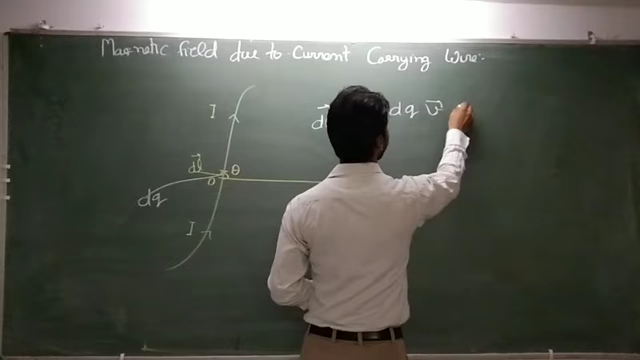 Magnetic field due to Current Carrying Wire:-
I
d dq v
dl θ
O
dq
I